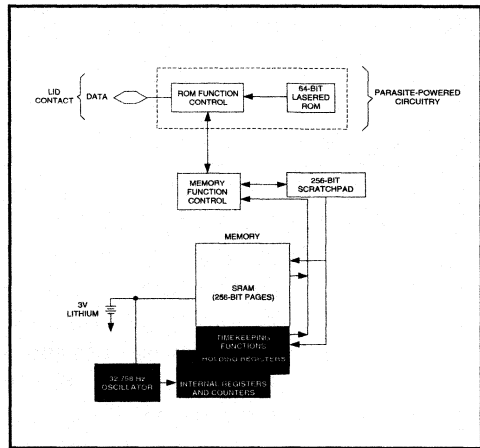 LID
CONTACT
DATA
ROM FUNCTION
CONTROL
64-BIT
LASERED
ROM
PARASITE-POWERED
CIRCUITRY
MEMORY
FUNCTION
CONTROL
256-BIT
SCRATCHPAD
MEMORY
SRAM
(256-BIT PAGES)
3V
LITHIUM
TIMEKEEPING
FUNCTIONS
HOLDING REGISTERS
32,768 Hz
OSCILLATOR
INTERNAL REGISTERS
AND COUNTERS